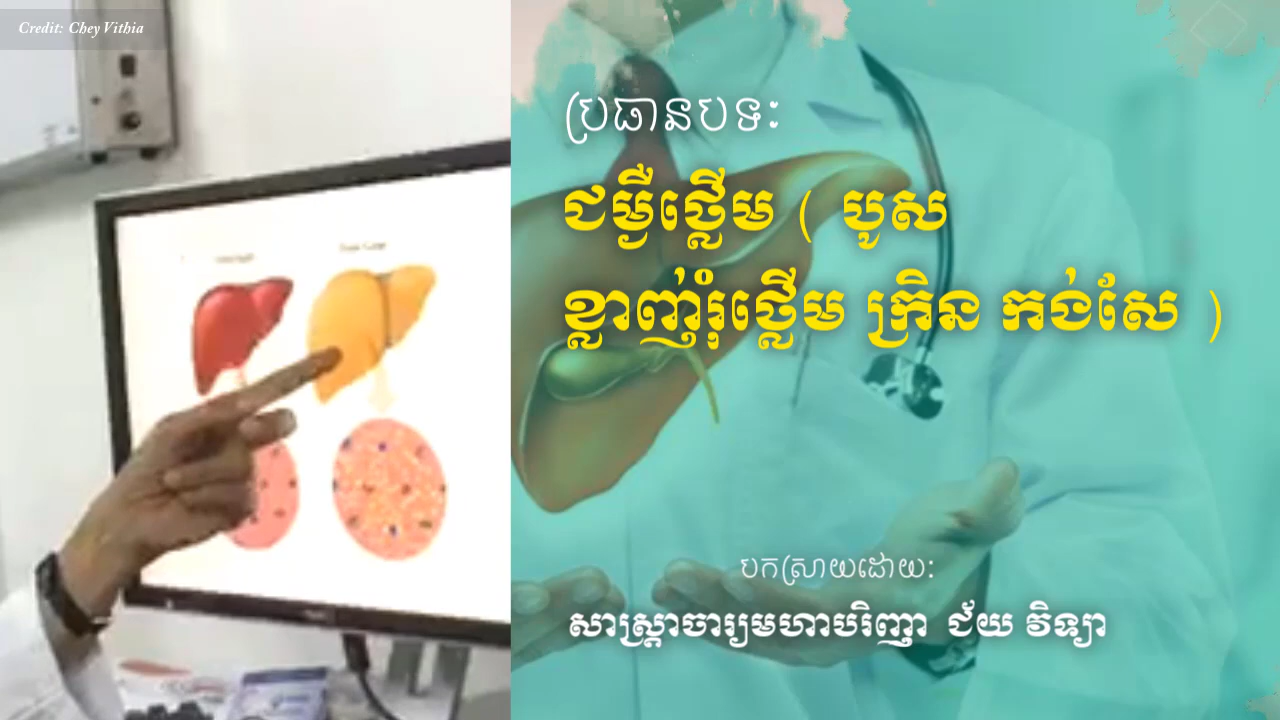 Credit: Chey Vithia
ប្រធានបទៈ
ជម្ងឺថ្លើម ( បូស
ខ្លាញ់រុំថ្លើម ក្រិន កង់សែ )
បកស្រាយដោយៈ
សាស្ត្រាចារ្យមហាបរិញ្ញា ជ័យ វិទ្យា